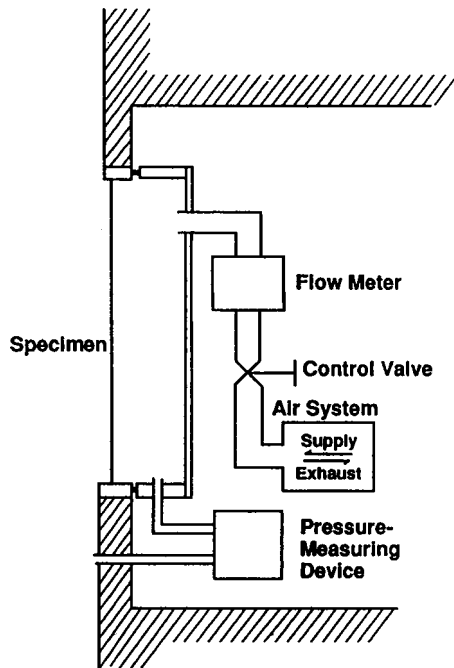 Flow Meter
Specimen
Control Valve
Air System
Supply
Exhaust
Pressure-
Measuring
Device